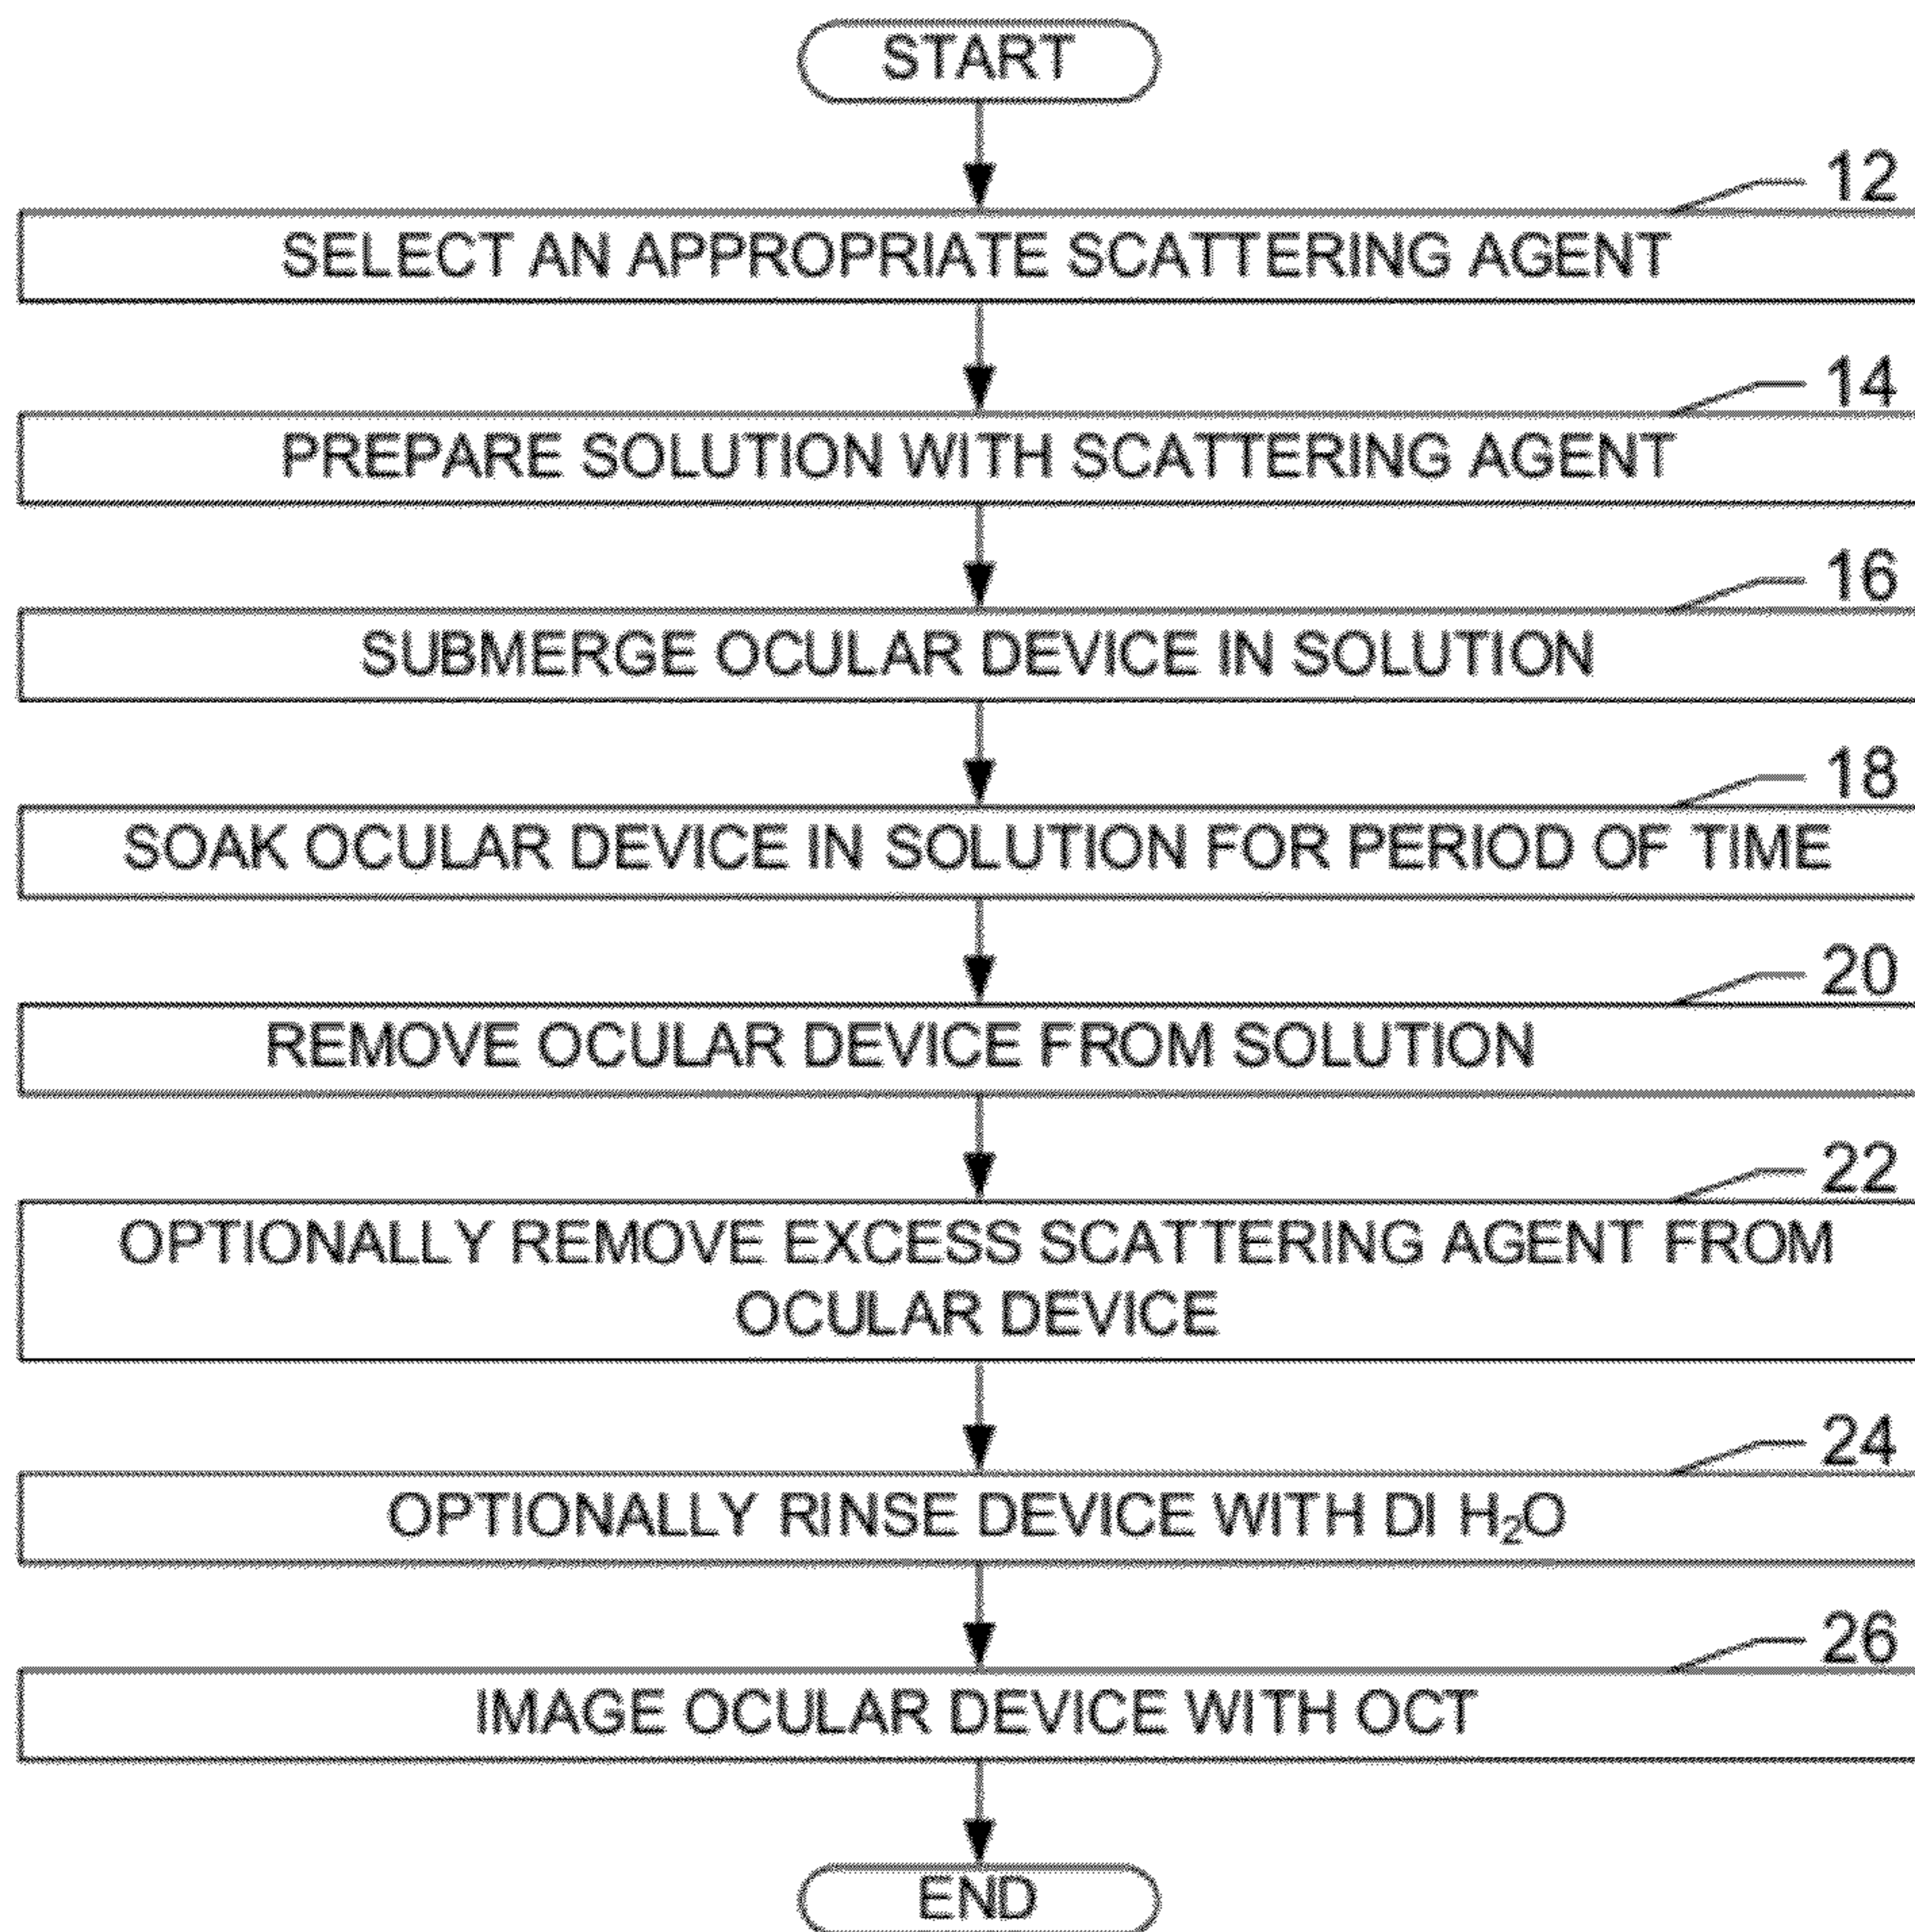 START
12
SELECT AN APPROPRIATE SCATTERING AGENT
14
PREPARE SOLUTION WITH SCATTERING AGENT
16
SUBMERGE OCULAR DEVICE IN SOLUTION
18
SOAK OCULAR DEVICE IN SOLUTION FOR PERIOD OF TIME
20
REMOVE OCULAR DEVICE FROM SOLUTION
22
OPTIONALLY REMOVE EXCESS SCATTERING AGENT FROM
OCULAR DEVICE
24
OPTIONALLY RINSE DEVICE WITH DI H₂O
26
IMAGE OCULAR DEVICE WITH OCT
END